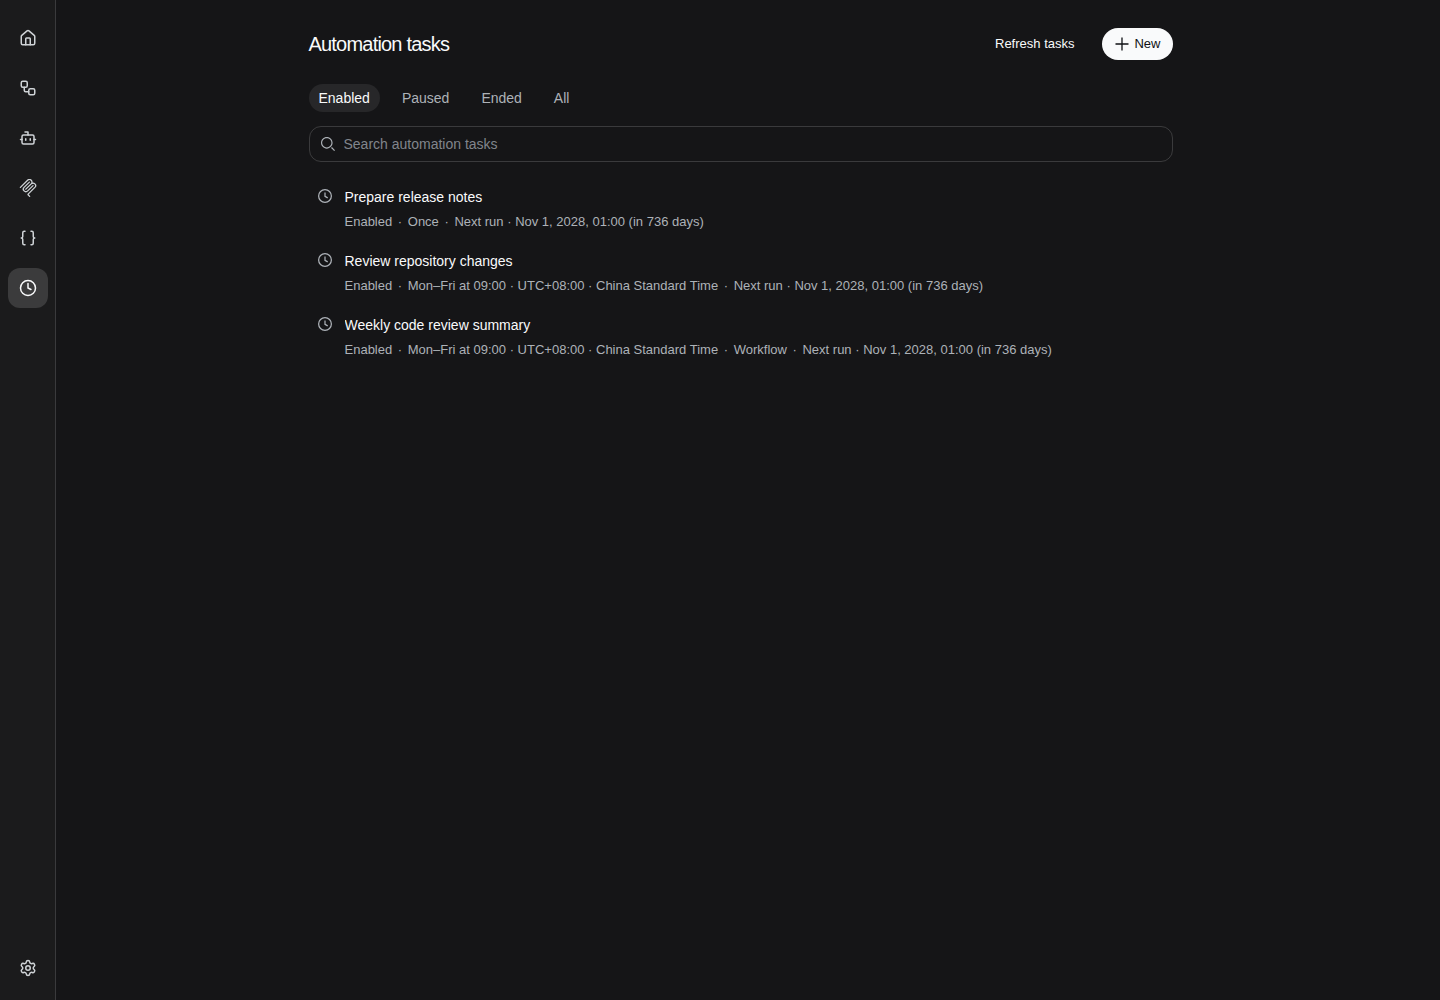 Automation tasks
Refresh tasks
New
Enabled
Paused
Ended
All
Search automation tasks
Prepare release notes
Enabled · Once · Next run · Nov 1, 2028, 01:00 (in 736 days)
Review repository changes
Enabled · Mon–Fri at 09:00 · UTC+08:00 · China Standard Time · Next run · Nov 1, 2028, 01:00 (in 736 days)
Weekly code review summary
Enabled · Mon–Fri at 09:00 · UTC+08:00 · China Standard Time · Workflow · Next run · Nov 1, 2028, 01:00 (in 736 days)